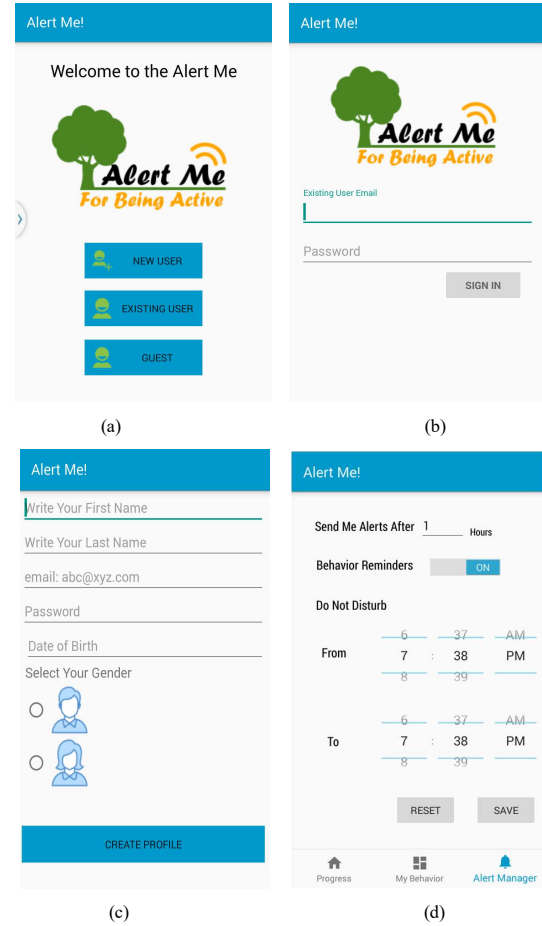 Alert Me!
Welcome to the Alert Me
Alert Me
For Being Active
NEW USER
EXISTING USER
GUEST
(a)
Alert Me!
Alert Me
For Being Active
Existing User Email
Password
SIGN IN
(b)
Alert Me!
Write Your First Name
Write Your Last Name
email: abc@xyz.com
Password
Date of Birth
Select Your Gender
CREATE PROFILE
(c)
Alert Me!
Send Me Alerts After 1 Hours
Behavior Reminders ON
Do Not Disturb
6 37 AM
From 7 : 38 PM
8 39
6 37 AM
To 7 : 38 PM
8 39
RESET SAVE
Progress My Behavior Alert Manager
(d)